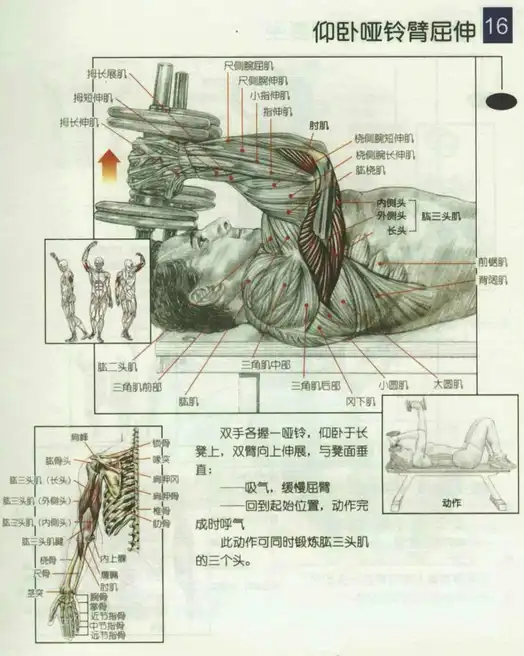 仰卧哑铃臂屈伸 16
尺侧腕屈肌
尺侧腕伸肌
小指伸肌
指伸肌
肘肌
拇长展肌
拇短伸肌
拇长伸肌
桡侧腕短伸肌
桡侧腕长伸肌
肱桡肌
内侧头
外侧头
长头
肱三头肌
前锯肌
背阔肌
肱二头肌
三角肌前部
肱肌
三角肌中部
三角肌后部
冈下肌
小圆肌
大圆肌
肩峰
肱骨头
肱三头肌（长头）
肱三头肌（外侧头）
肱三头肌（内侧头）
肱三头肌腱
桡骨
尺骨
茎突
锁骨
喙突
肩胛冈
肩胛骨
椎骨
肋骨
内上髁
鹰嘴
肘肌
腕骨
掌骨
近节指骨
中节指骨
远节指骨
双手各握一哑铃，仰卧于长
凳上，双臂向上伸展，与凳面垂
直：
——吸气，缓慢屈臂
——回到起始位置，动作完
成时呼气
此动作可同时锻炼肱三头肌
的三个头。
动作